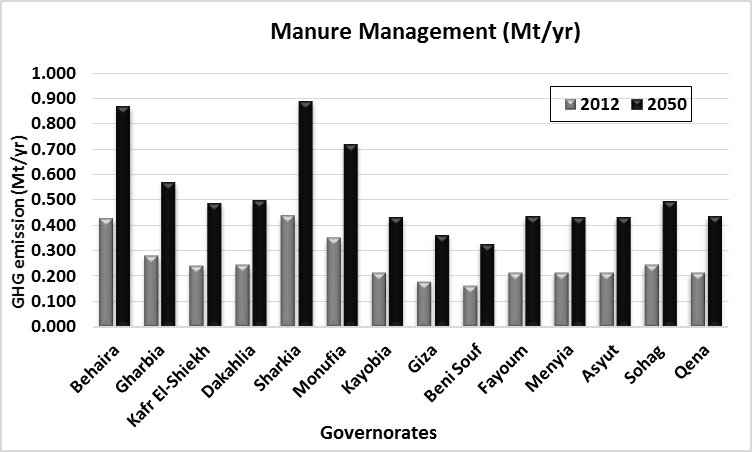 Manure Management (Mt/yr)
2012 2050
GHG emission (Mt/yr)
1.000
0.900
0.800
0.700
0.600
0.500
0.400
0.300
0.200
0.100
0.000
Behaira
Gharbia
Kafr El-Shiekh
Dakahlia
Sharkia
Monufia
Kayobia
Giza
Beni Souf
Fayoum
Menyia
Asyut
Sohag
Qena
Governorates